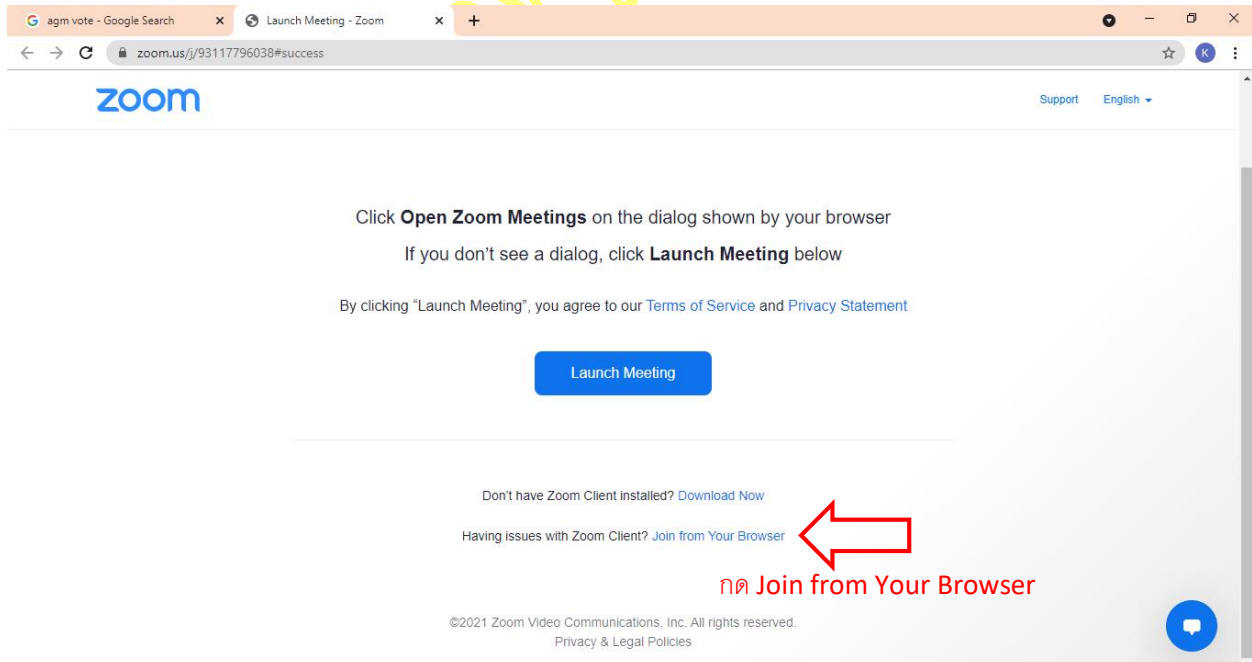 agm vote - Google Search
Launch Meeting - Zoom
zoom.us/j/93117796038#success
K
zoom
Support English
Click Open Zoom Meetings on the dialog shown by your browser
If you don't see a dialog, click Launch Meeting below
By clicking “Launch Meeting”, you agree to our Terms of Service and Privacy Statement
Launch Meeting
Don't have Zoom Client installed? Download Now
Having issues with Zoom Client? Join from Your Browser
กด Join from Your Browser
©2021 Zoom Video Communications, Inc. All rights reserved.
Privacy & Legal Policies